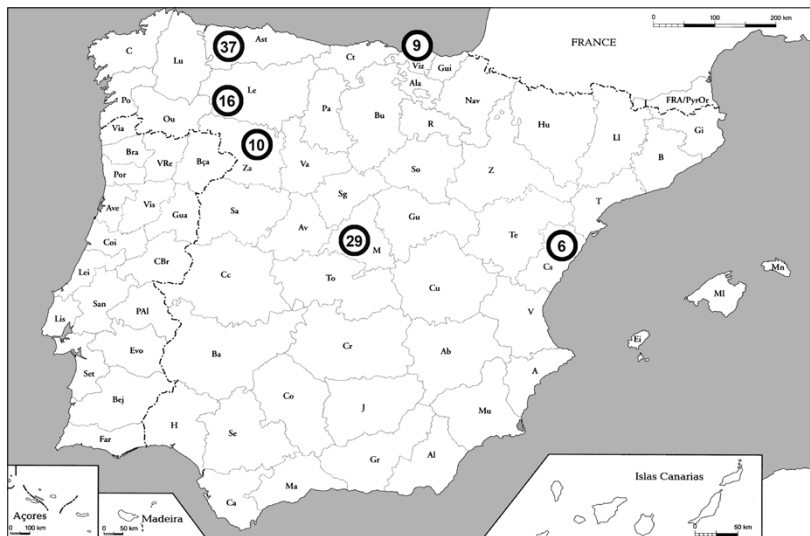 0 100 200 km
FRANCE
37
Ast
9
C
Lu
Ct
Viz
Gui
Ala
16
Le
Nav
FRA/PyrOr
Po
Ou
Pa
Bu
R
Hu
Ll
Gi
Via
10
B
Bra
VRe
Bça
Za
Va
So
Z
Por
Sg
T
Ave
Vis
Gua
Sa
Av
Gu
Te
Coi
29
M
6
CBr
Cs
Lei
Cc
To
Cu
Mn
Ml
San
PAl
Lis
V
Ei
Evo
Ba
Cr
Ab
Set
A
Bej
Co
J
Mu
H
Se
Far
Gr
Al
Ma
Ca
Islas Canarias
Açores
0 100 km
Madeira
0 50 km
0 50 km